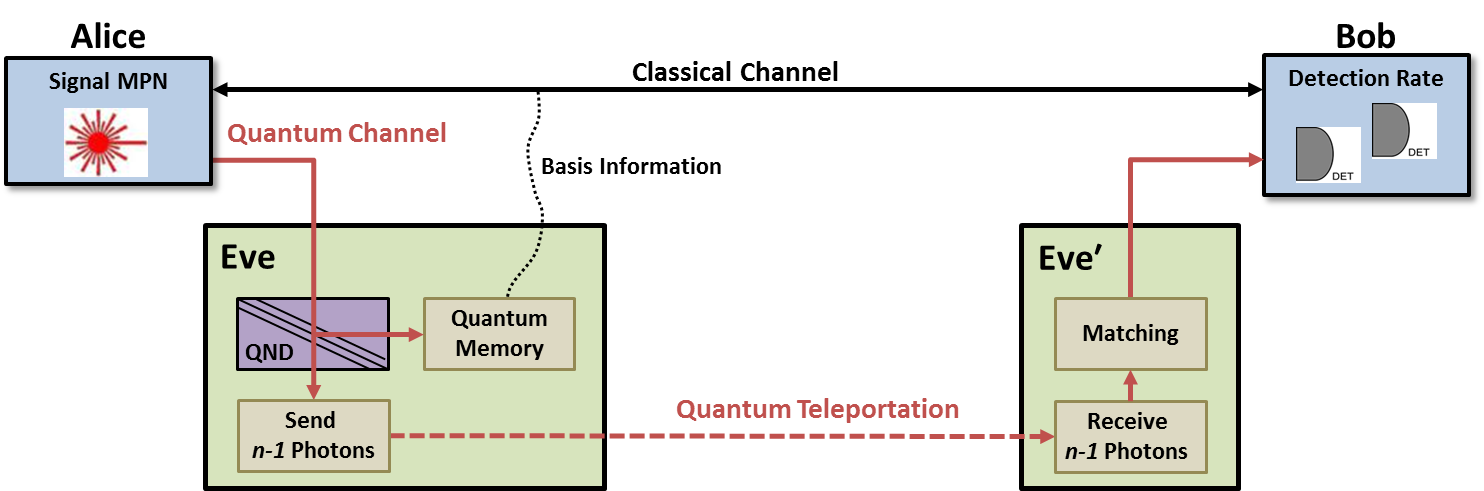 Alice
Bob
Signal MPN
Classical Channel
Detection Rate
Quantum Channel
Basis Information
DET
DET
Eve
Eve′
QND
Quantum
Memory
Matching
Send
n-1 Photons
Quantum Teleportation
Receive
n-1 Photons